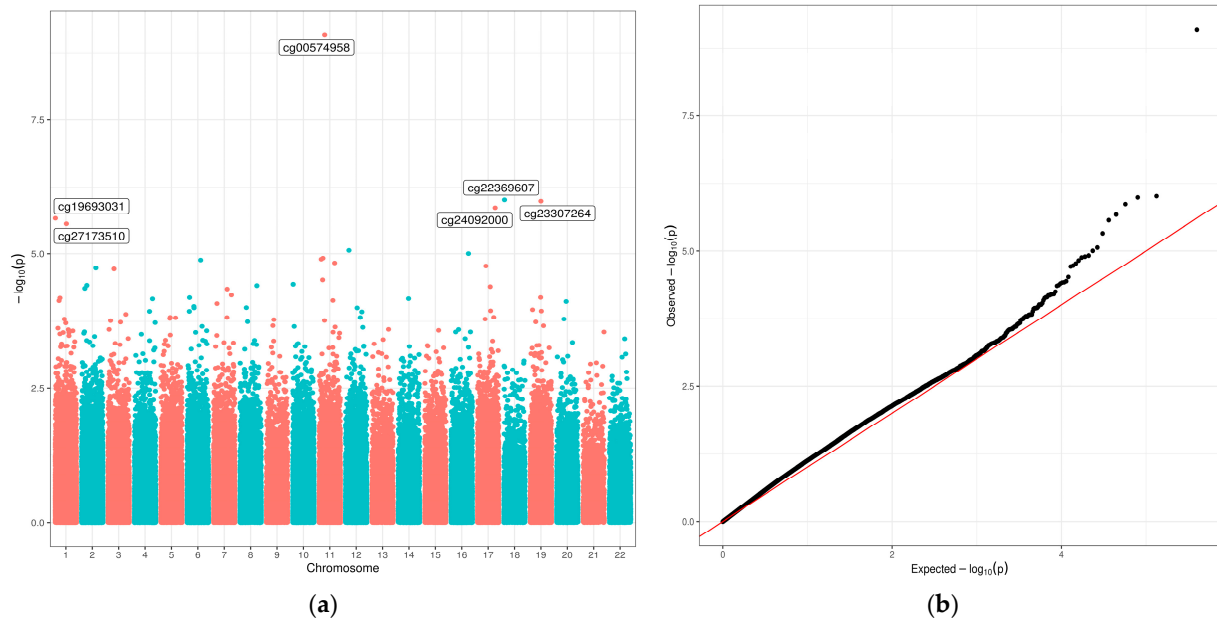 cg00574958
7.5
cg22369607
cg19693031
cg24092000
cg23307264
cg27173510
5.0
2.5
0.0
− log10(p)
1 2 3 4 5 6 7 8 9 10 11 12 13 14 15 16 17 18 19 20 21 22
Chromosome
(a)
7.5
5.0
2.5
0.0
Observed − log10(p)
0 2 4
Expected − log10(p)
(b)